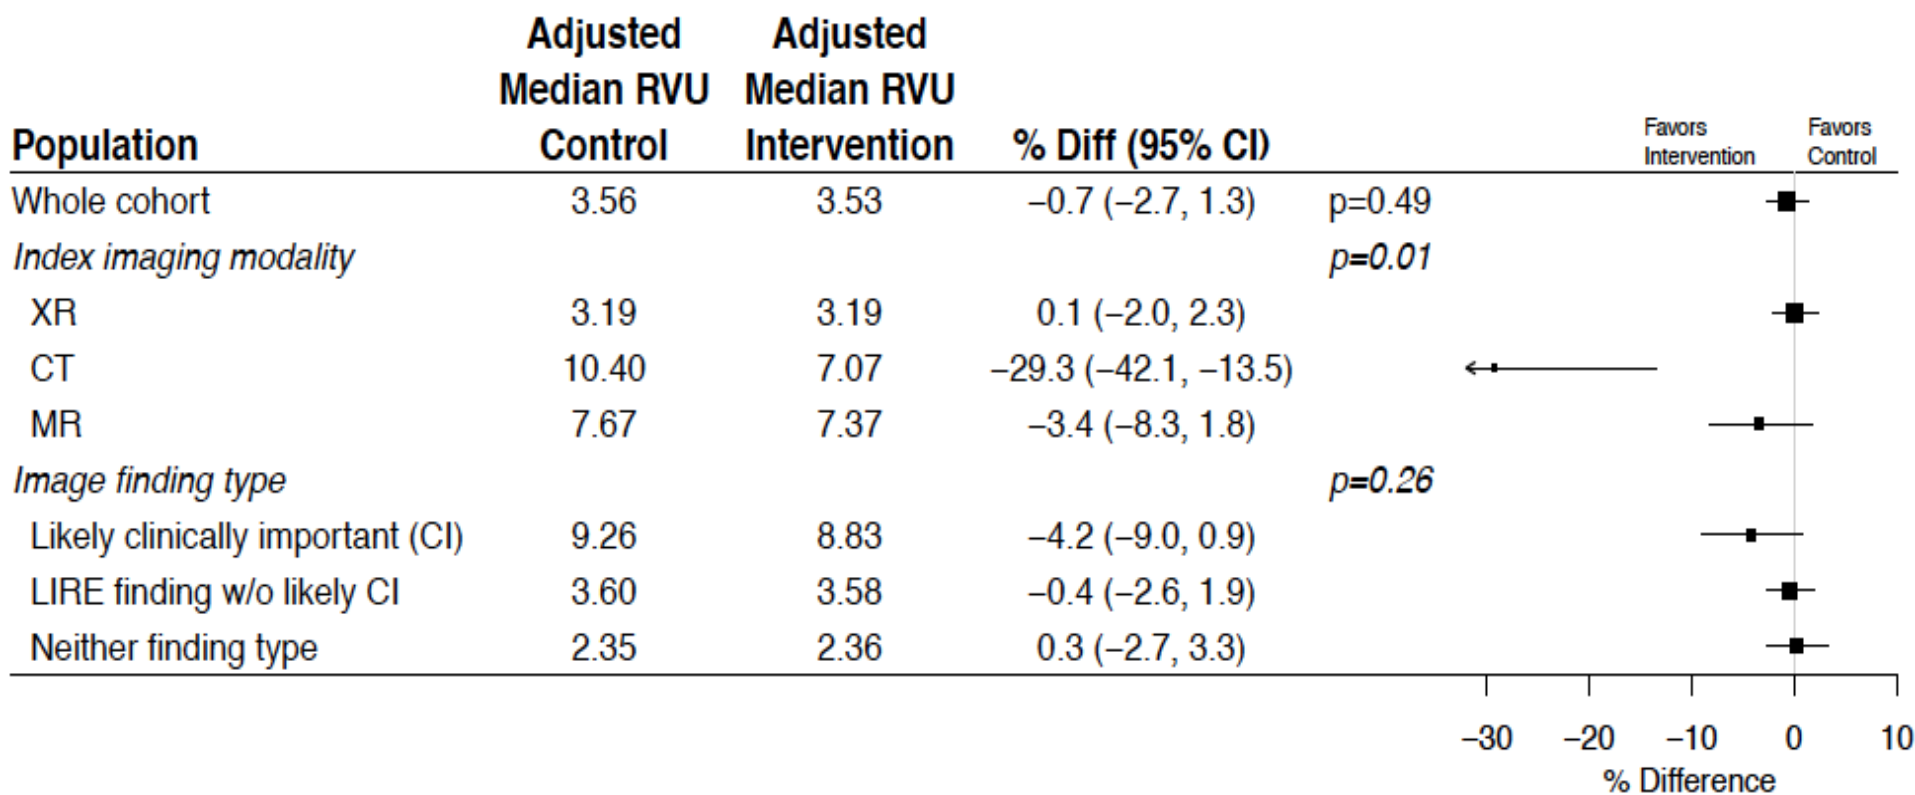 Adjusted Adjusted
Median RVU Median RVU
Favors Favors
Population Control Intervention % Diff (95% CI) Intervention Control
Whole cohort 3.56 3.53 −0.7 (−2.7, 1.3) p=0.49
Index imaging modality p=0.01
XR 3.19 3.19 0.1 (−2.0, 2.3)
CT 10.40 7.07 −29.3 (−42.1, −13.5)
MR 7.67 7.37 −3.4 (−8.3, 1.8)
Image finding type p=0.26
Likely clinically important (CI) 9.26 8.83 −4.2 (−9.0, 0.9)
LIRE finding w/o likely CI 3.60 3.58 −0.4 (−2.6, 1.9)
Neither finding type 2.35 2.36 0.3 (−2.7, 3.3)
−30 −20 −10 0 10
% Difference